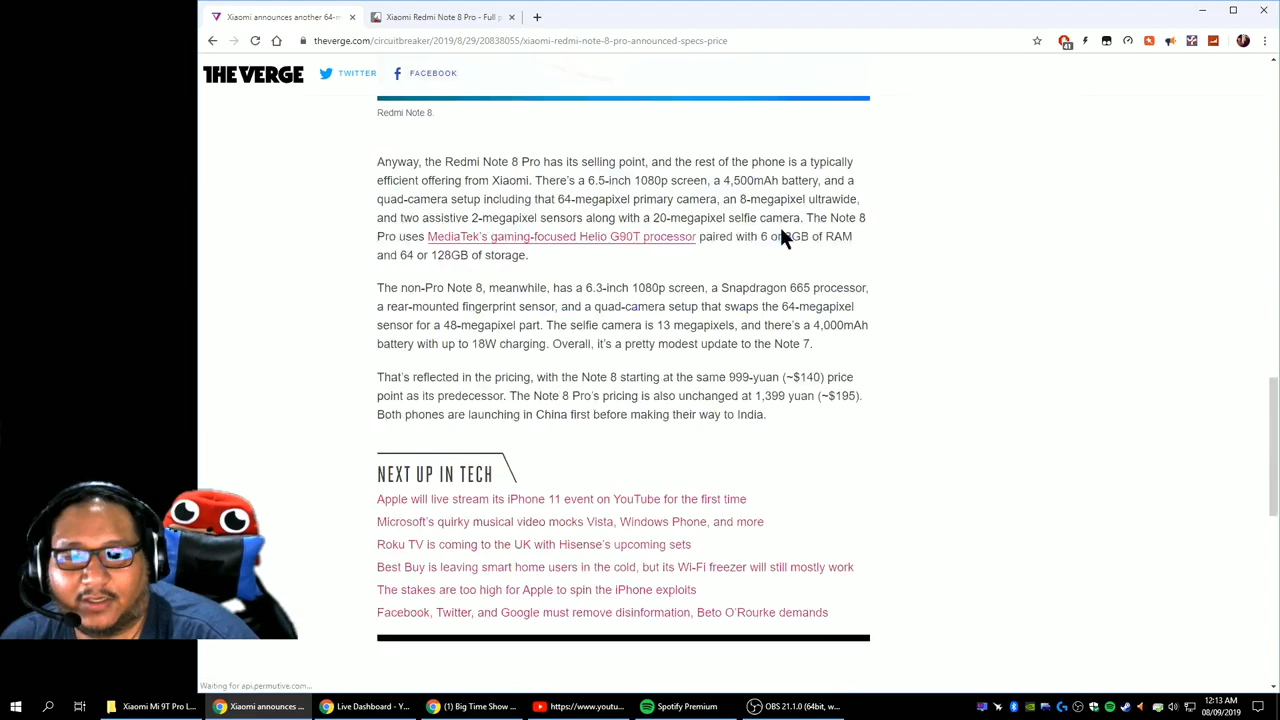 Xiaomi announces another 64-m
Xiaomi Redmi Note 8 Pro - Full p
theverge.com/circuitbreaker/2019/8/29/20838055/xiaomi-redmi-note-8-pro-announced-specs-price
41
THE VERGE
TWITTER
FACEBOOK
Redmi Note 8.
Anyway, the Redmi Note 8 Pro has its selling point, and the rest of the phone is a typically
efficient offering from Xiaomi. There's a 6.5-inch 1080p screen, a 4,500mAh battery, and a
quad-camera setup including that 64-megapixel primary camera, an 8-megapixel ultrawide,
and two assistive 2-megapixel sensors along with a 20-megapixel selfie camera. The Note 8
Pro uses MediaTek's gaming-focused Helio G90T processor paired with 6 or GB of RAM
and 64 or 128GB of storage.
The non-Pro Note 8, meanwhile, has a 6.3-inch 1080p screen, a Snapdragon 665 processor,
a rear-mounted fingerprint sensor, and a quad-camera setup that swaps the 64-megapixel
sensor for a 48-megapixel part. The selfie camera is 13 megapixels, and there's a 4,000mAh
battery with up to 18W charging. Overall, it's a pretty modest update to the Note 7.
That's reflected in the pricing, with the Note 8 starting at the same 999-yuan (~$140) price
point as its predecessor. The Note 8 Pro's pricing is also unchanged at 1,399 yuan (~$195).
Both phones are launching in China first before making their way to India.
NEXT UP IN TECH
Apple will live stream its iPhone 11 event on YouTube for the first time
Microsoft's quirky musical video mocks Vista, Windows Phone, and more
Roku TV is coming to the UK with Hisense's upcoming sets
Best Buy is leaving smart home users in the cold, but its Wi-Fi freezer will still mostly work
The stakes are too high for Apple to spin the iPhone exploits
Facebook, Twitter, and Google must remove disinformation, Beto O'Rourke demands
Waiting for api.permutive.com...
Xiaomi Mi 9T Pro L...
Xiaomi announces ...
Live Dashboard - Y...
(1) Big Time Show ...
https://www.youtu...
Spotify Premium
OBS 21.1.0 (64bit, w...
12:13 AM
08/09/2019